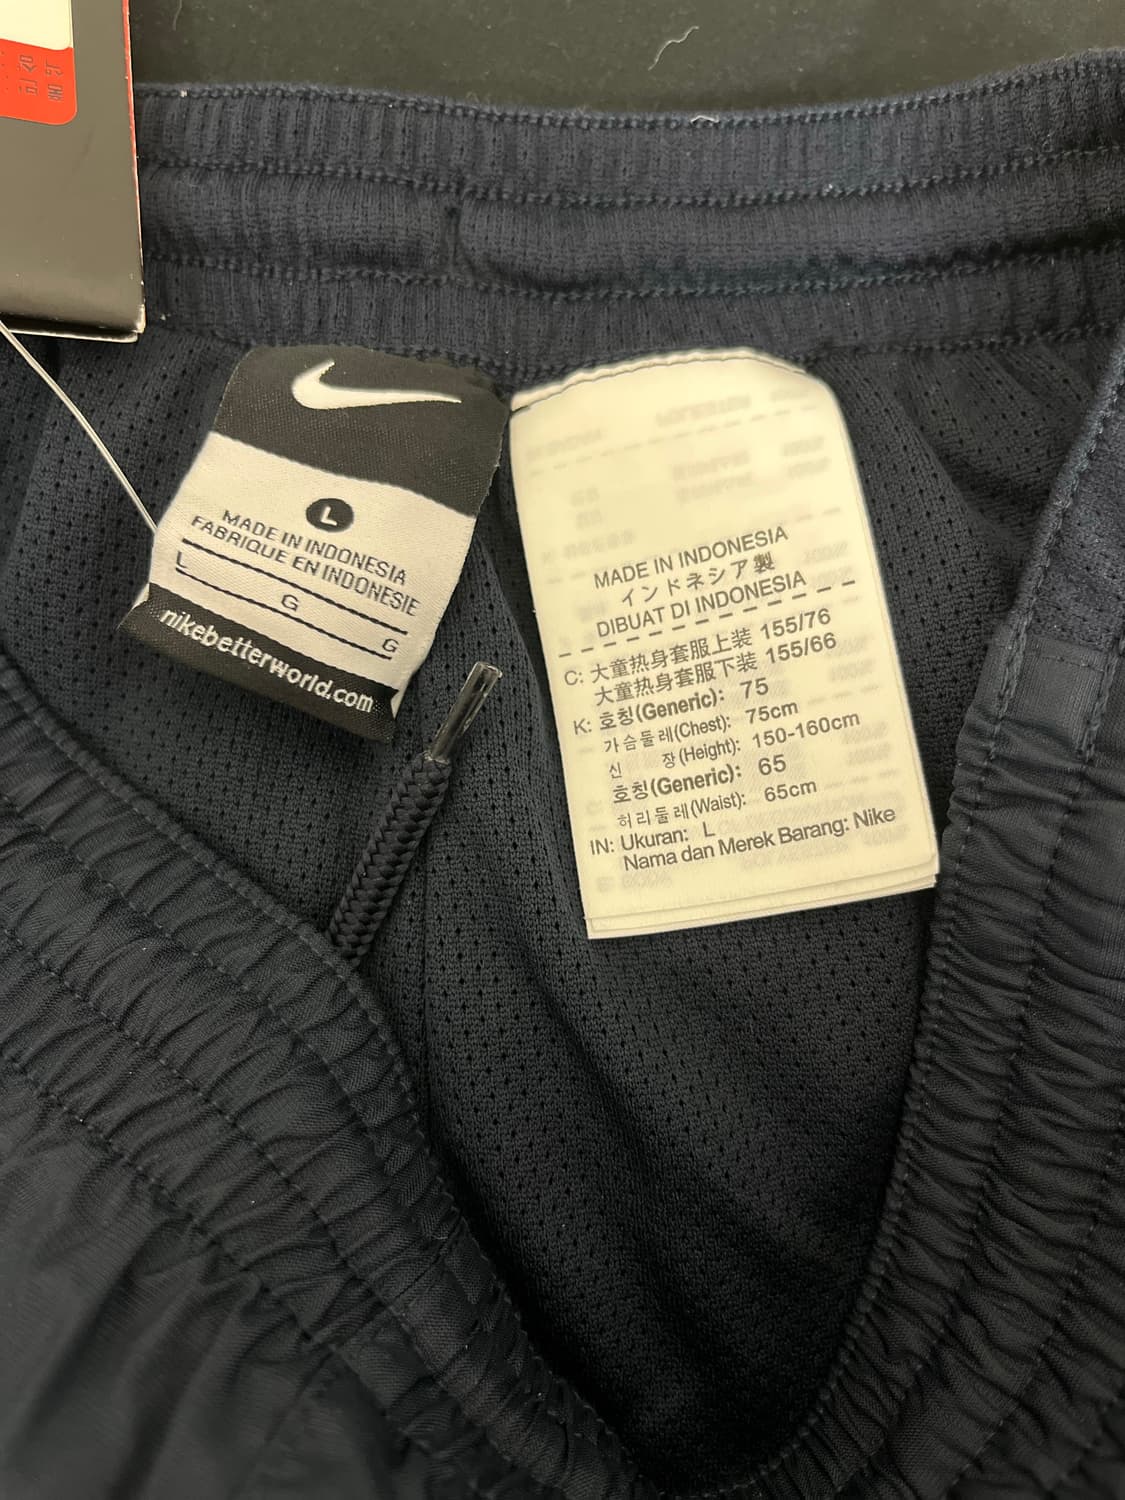 L
MADE IN INDONESIA
FABRIQUE EN INDONESIE
L
G
G
nikebetterworld.com
MADE IN INDONESIA
インドネシア製
DIBUAT DI INDONESIA
C: 大童热身套服上装 155/76
大童热身套服下装 155/66
K: 호칭(Generic): 75
가슴둘레(Chest): 75cm
신 장(Height): 150-160cm
호칭(Generic): 65
허리둘레(Waist): 65cm
IN: Ukuran: L
Nama dan Merek Barang: Nike